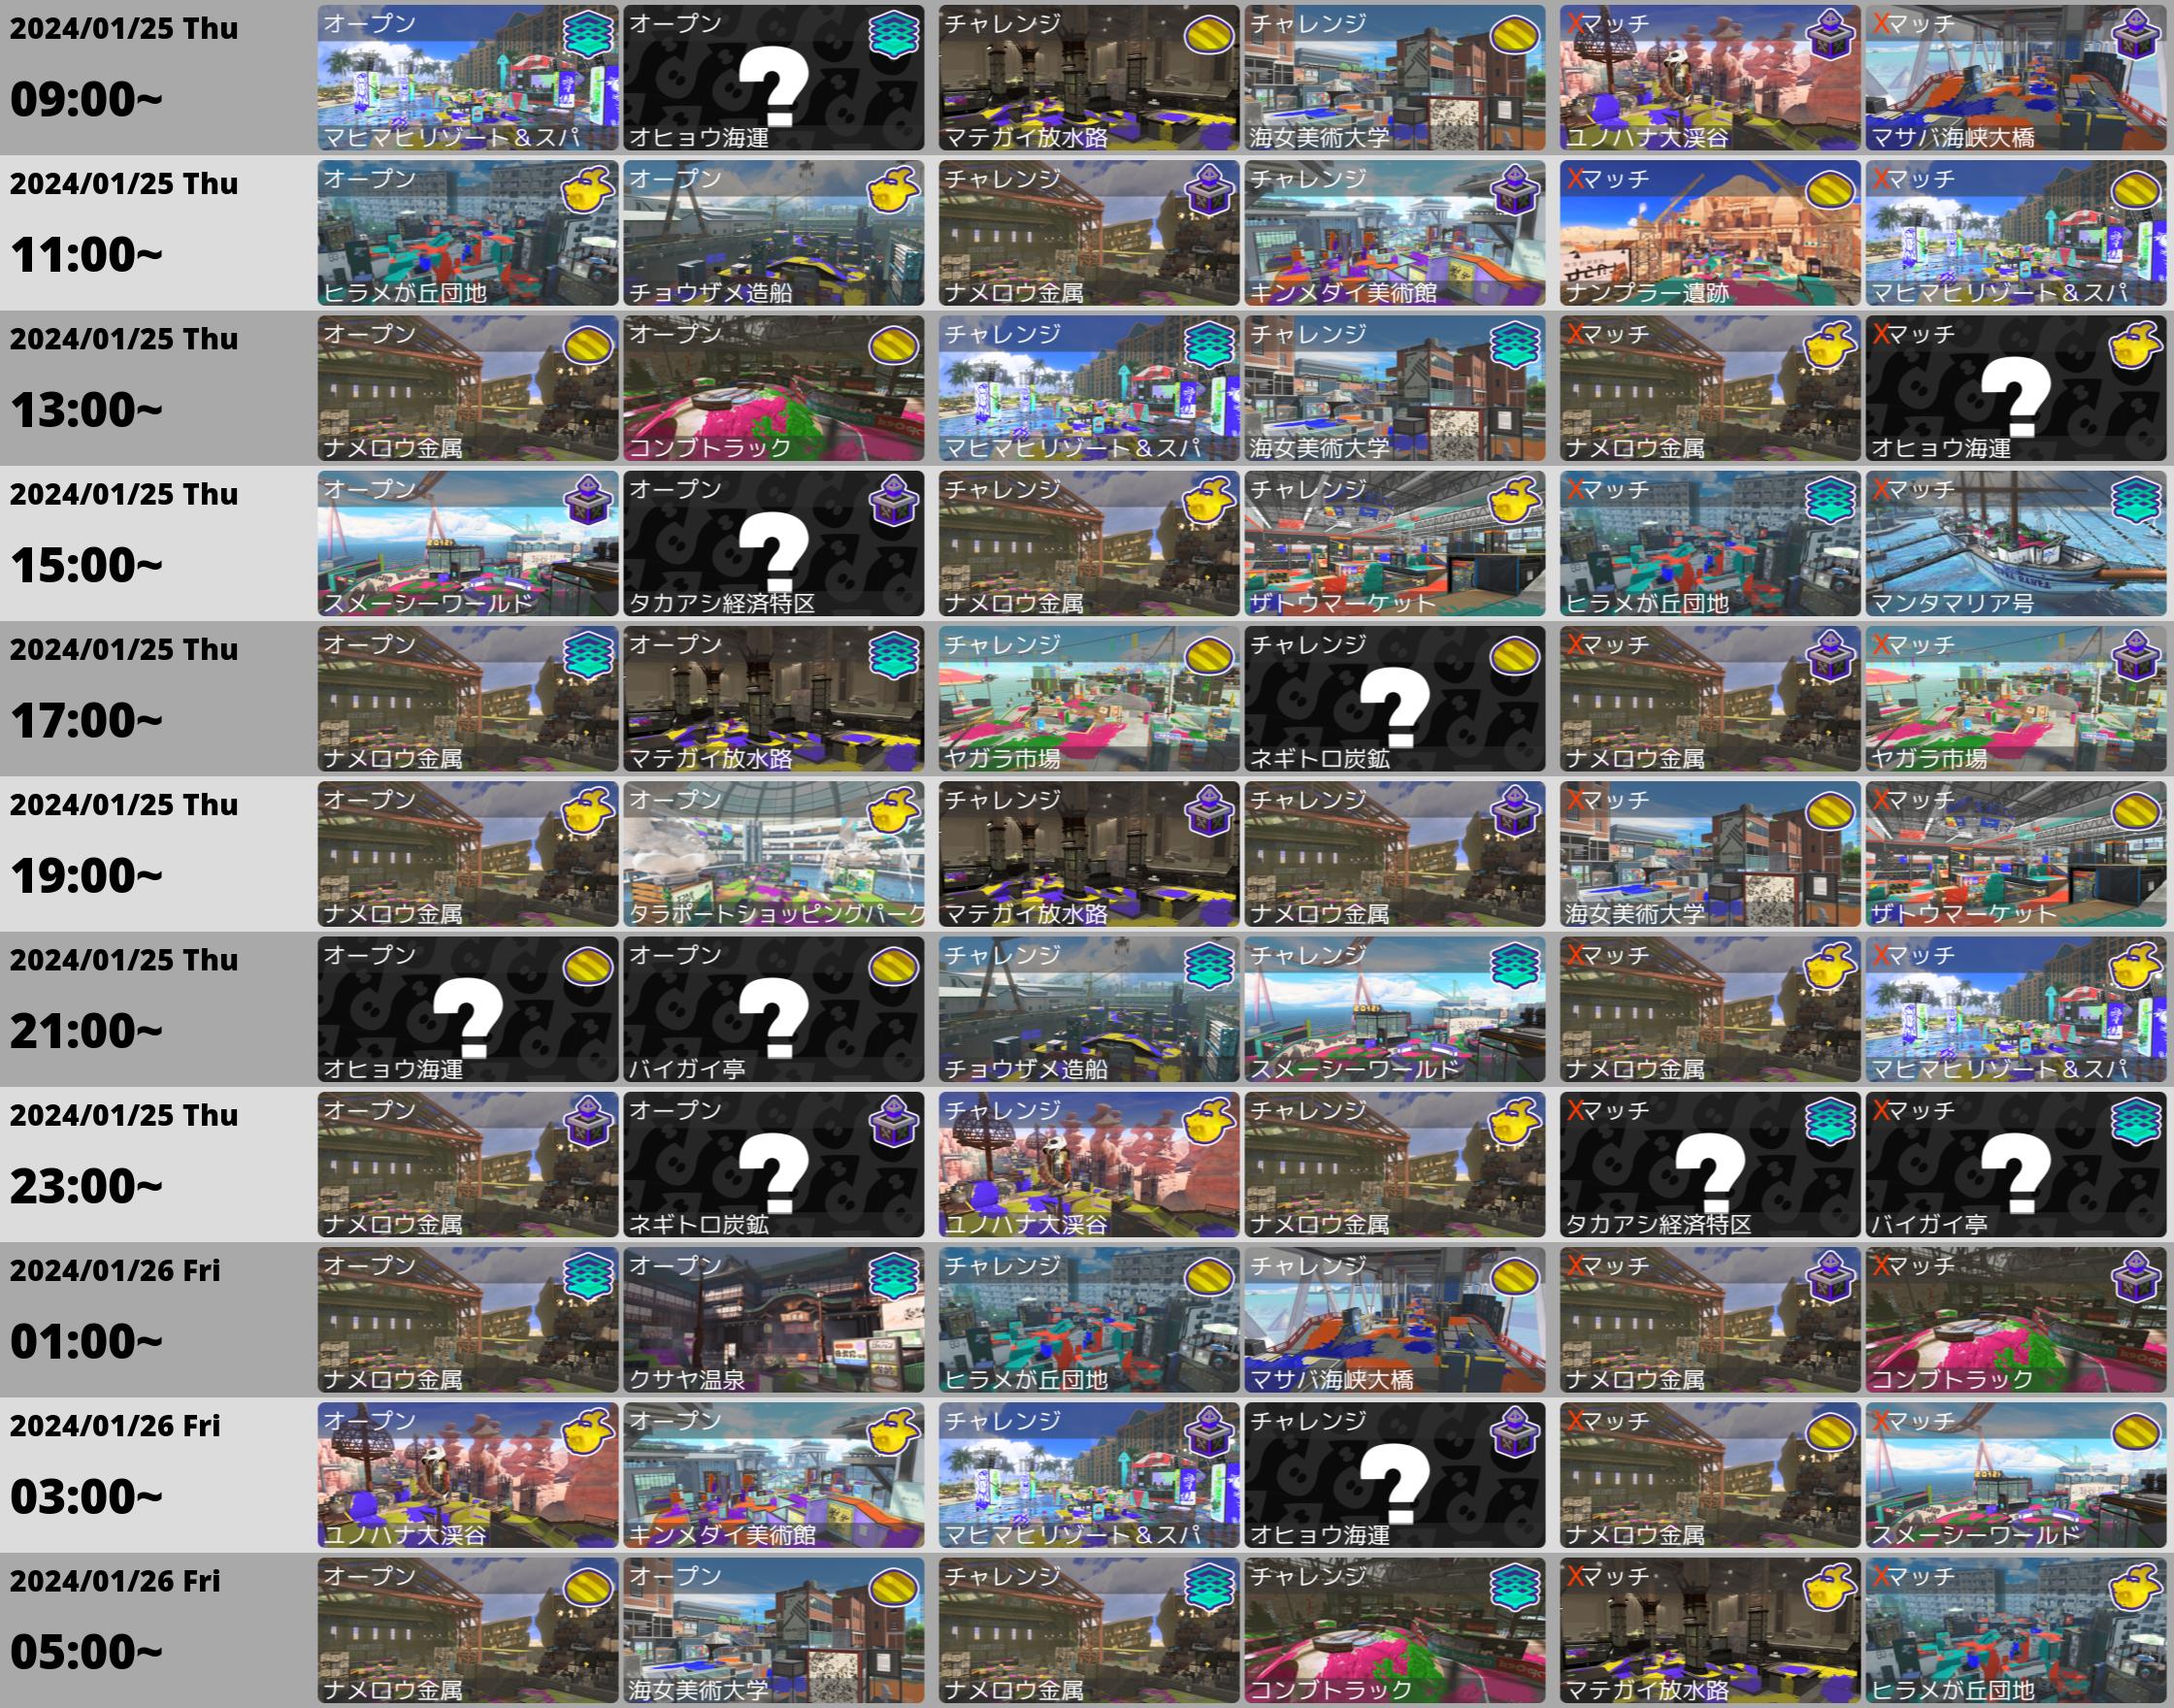 2024/01/25 Thu
09:00~
オープン
マヒマヒリゾート＆スパ
オープン
オヒョウ海運
チャレンジ
マテガイ放水路
チャレンジ
海女美術大学
Xマッチ
ユノハナ大渓谷
Xマッチ
マサバ海峡大橋
2024/01/25 Thu
11:00~
オープン
ヒラメが丘団地
オープン
チョウザメ造船
チャレンジ
ナメロウ金属
チャレンジ
キンメダイ美術館
Xマッチ
ナンプラー遺跡
Xマッチ
マヒマヒリゾート＆スパ
2024/01/25 Thu
13:00~
オープン
ナメロウ金属
オープン
コンブトラック
チャレンジ
マヒマヒリゾート＆スパ
チャレンジ
海女美術大学
Xマッチ
ナメロウ金属
Xマッチ
オヒョウ海運
2024/01/25 Thu
15:00~
オープン
スメーシーワールド
オープン
タカアシ経済特区
チャレンジ
ナメロウ金属
チャレンジ
ザトウマーケット
Xマッチ
ヒラメが丘団地
Xマッチ
マンタマリア号
2024/01/25 Thu
17:00~
オープン
ナメロウ金属
オープン
マテガイ放水路
チャレンジ
ヤガラ市場
チャレンジ
ネギトロ炭鉱
Xマッチ
ナメロウ金属
Xマッチ
ヤガラ市場
2024/01/25 Thu
19:00~
オープン
ナメロウ金属
オープン
タラポートショッピングパーク
チャレンジ
マテガイ放水路
チャレンジ
ナメロウ金属
Xマッチ
海女美術大学
Xマッチ
ザトウマーケット
2024/01/25 Thu
21:00~
オープン
オヒョウ海運
オープン
バイガイ亭
チャレンジ
チョウザメ造船
チャレンジ
スメーシーワールド
Xマッチ
ナメロウ金属
Xマッチ
マヒマヒリゾート＆スパ
2024/01/25 Thu
23:00~
オープン
ナメロウ金属
オープン
ネギトロ炭鉱
チャレンジ
ユノハナ大渓谷
チャレンジ
ナメロウ金属
Xマッチ
タカアシ経済特区
Xマッチ
バイガイ亭
2024/01/26 Fri
01:00~
オープン
ナメロウ金属
オープン
クサヤ温泉
チャレンジ
ヒラメが丘団地
チャレンジ
マサバ海峡大橋
Xマッチ
ナメロウ金属
Xマッチ
コンブトラック
2024/01/26 Fri
03:00~
オープン
ユノハナ大渓谷
オープン
キンメダイ美術館
チャレンジ
マヒマヒリゾート＆スパ
チャレンジ
オヒョウ海運
Xマッチ
ナメロウ金属
Xマッチ
スメーシーワールド
2024/01/26 Fri
05:00~
オープン
ナメロウ金属
オープン
海女美術大学
チャレンジ
ナメロウ金属
チャレンジ
コンブトラック
Xマッチ
マテガイ放水路
Xマッチ
ヒラメが丘団地